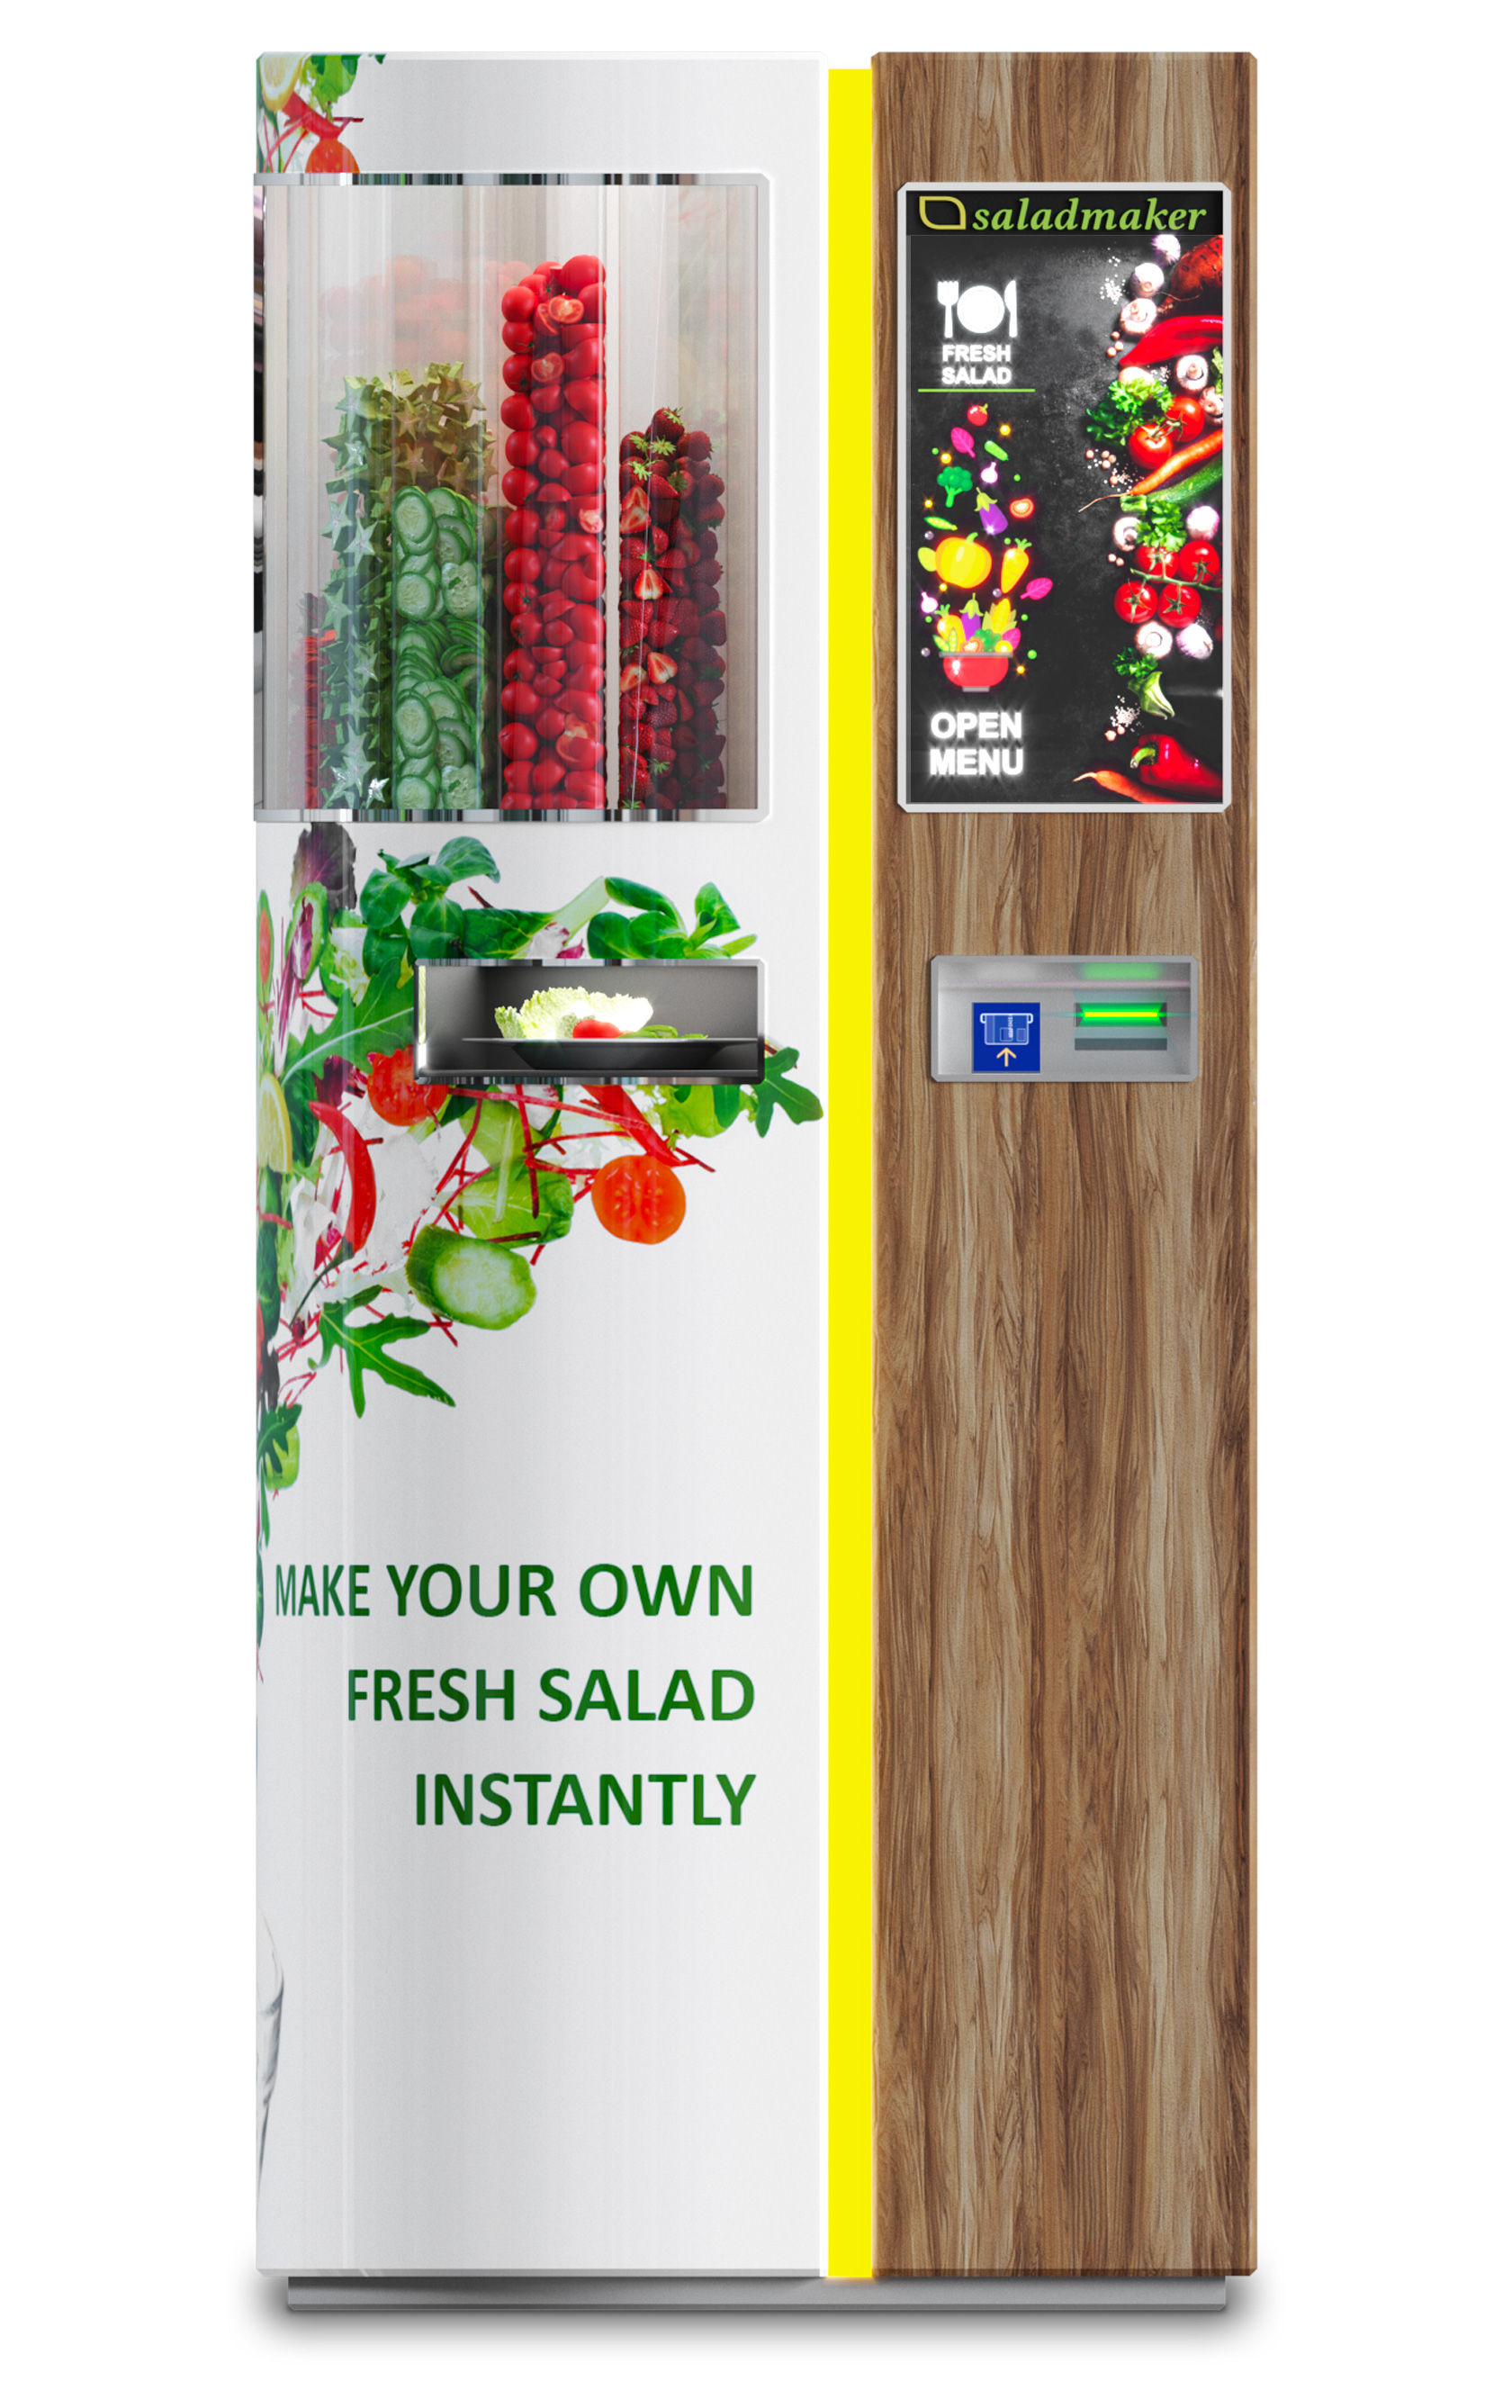 saladmaker
FRESH
SALAD
OPEN
MENU
MAKE YOUR OWN
FRESH SALAD
INSTANTLY